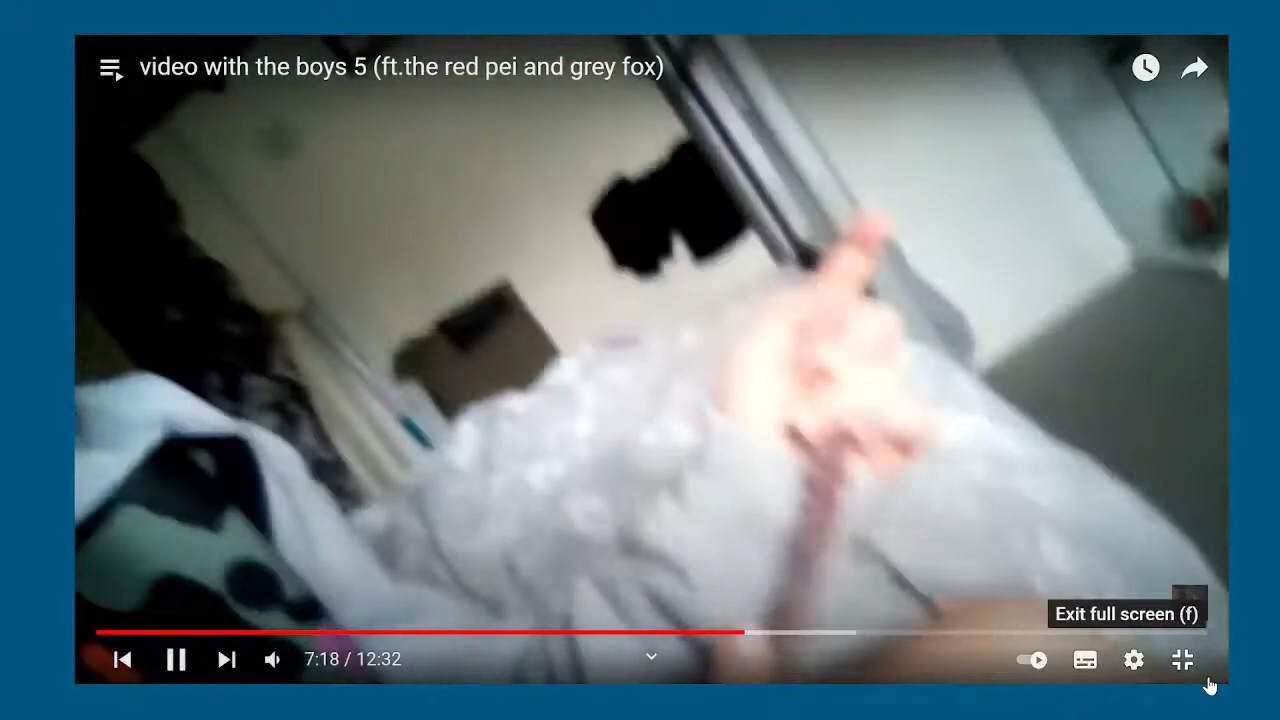 video with the boys 5 (ft.the red pei and grey fox)
Exit full screen (f)
7:18 / 12:32